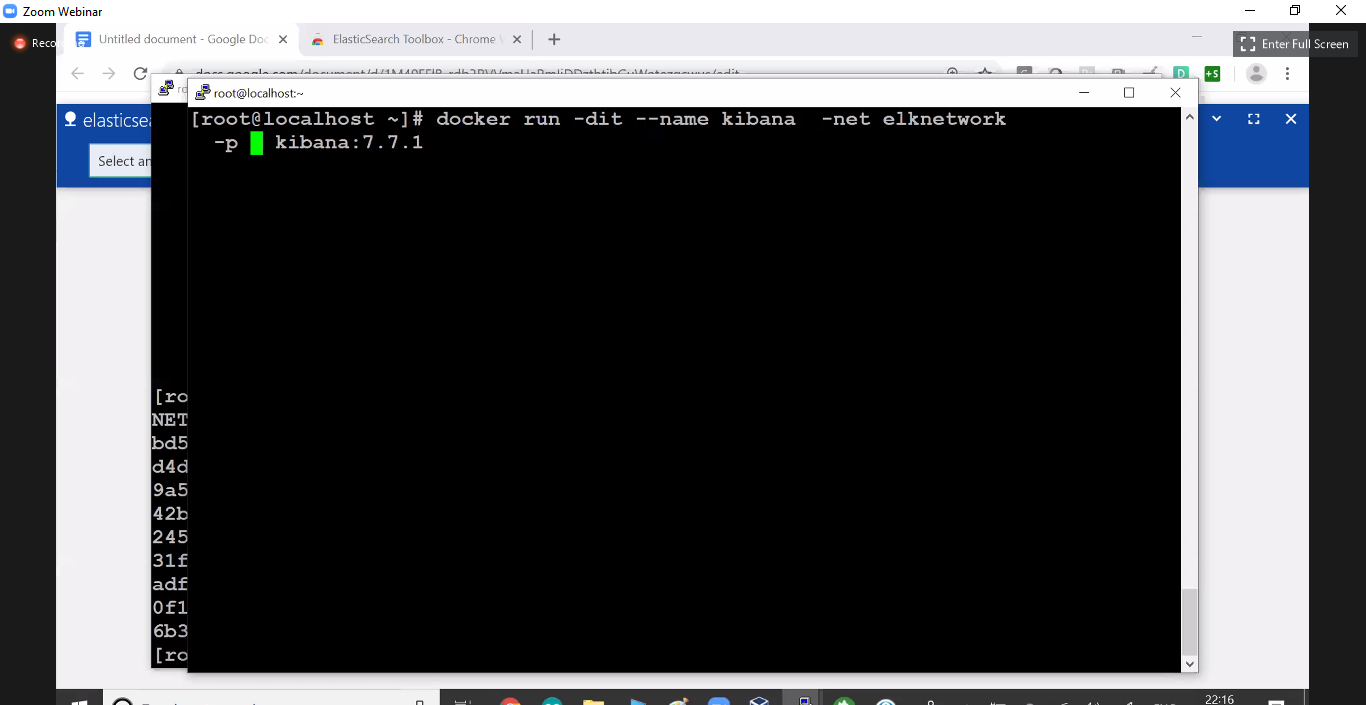 Zoom Webinar
Recor
Untitled document - Google Doc
ElasticSearch Toolbox - Chrome
Enter Full Screen
root@localhost:~
elasticsea
Select an
[root@localhost ~]# docker run -dit --name kibana  -net elknetwork
-p   kibana:7.7.1
[ro
NET
bd5
d4d
9a5
42b
245
31f
adf
0f1
6b3
[ro
22:16